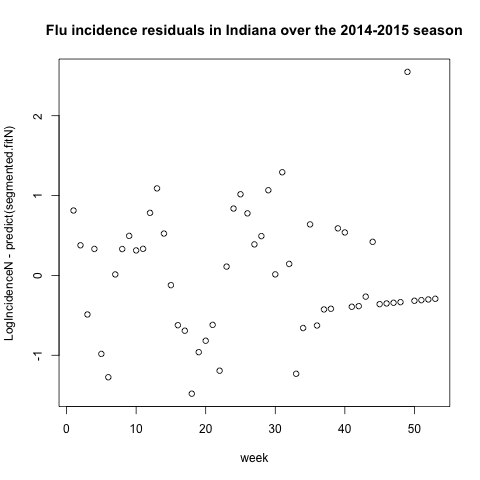 Flu incidence residuals in Indiana over the 2014-2015 season
LogIncidenceN - predict(segmented.fitN)
2
1
0
-1
0 10 20 30 40 50
week